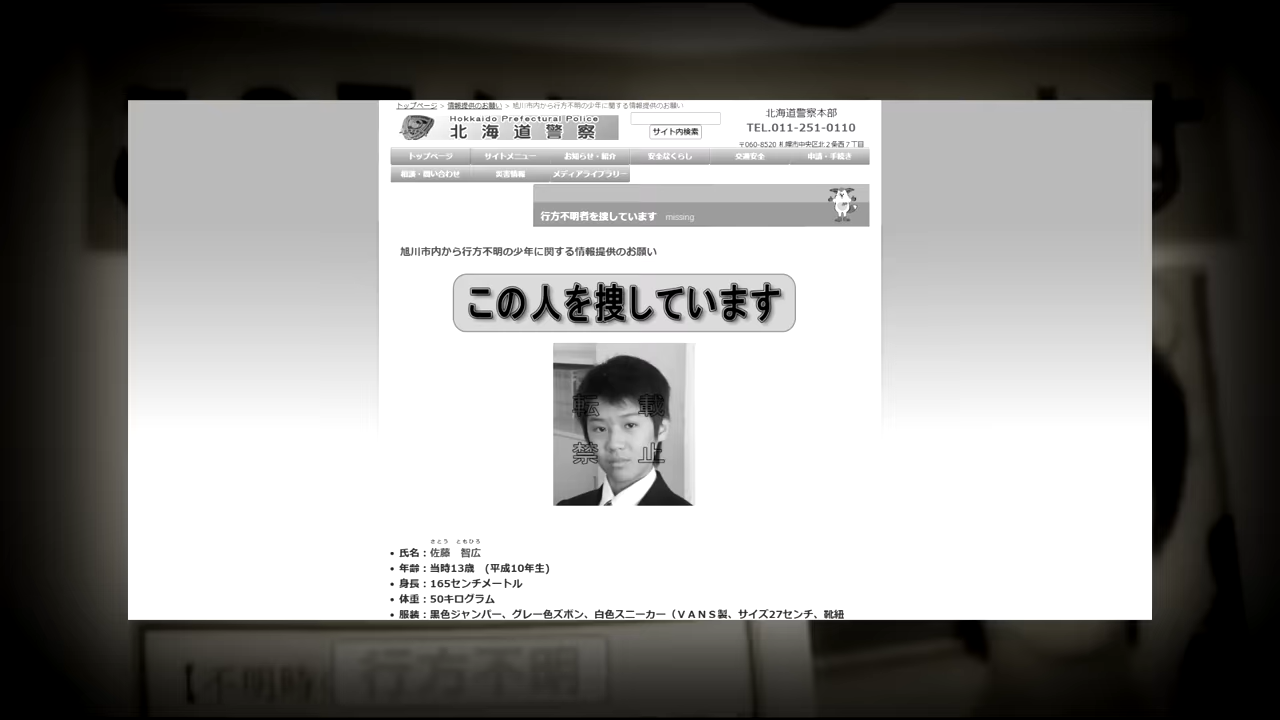 トップページ > 情報提供のお願い > 旭川市内から行方不明の少年に関する情報提供のお願い
Hokkaido Prefectural Police
北海道警察
サイト内検索
北海道警察本部
TEL.011-251-0110
〒060-8520 札幌市中央区北2条西7丁目
トップページ サイトメニュー お知らせ・紹介 安全なくらし 交通安全 申請・手続き
相談・問い合わせ 災害情報 メディアライブラリー
行方不明者を捜しています missing
旭川市内から行方不明の少年に関する情報提供のお願い
この人を捜しています
転載
禁止
さとう ともひろ
• 氏名：佐藤 智広
• 年齢：当時13歳 (平成10年生)
• 身長：165センチメートル
• 体重：50キログラム
• 服装：黒色ジャンパー、グレー色ズボン、白色スニーカー（ＶＡＮＳ製、サイズ27センチ、靴紐
【不明時
行方不明